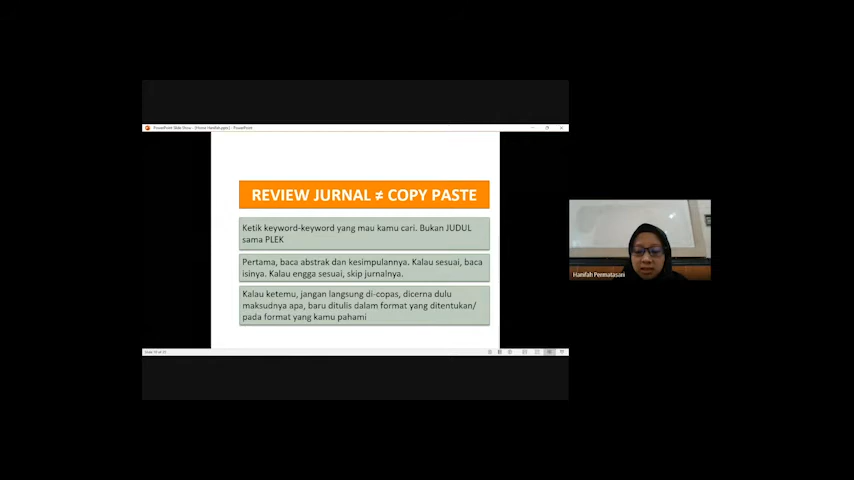 REVIEW JURNAL ≠ COPY PASTE
Ketik keyword-keyword yang mau kamu cari. Bukan JUDUL
sama PLEK
Pertama, baca abstrak dan kesimpulannya. Kalau sesuai, baca
isinya. Kalau engga sesuai, skip jurnalnya.
Kalau ketemu, jangan langsung di-copas, dicerna dulu
maksudnya apa, baru ditulis dalam format yang ditentukan/
pada format yang kamu pahami
Hanifah Permatasari